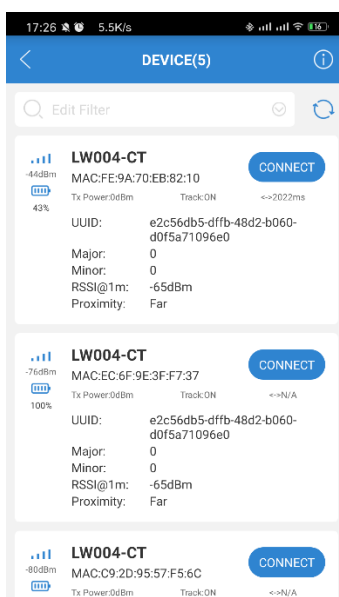 17:26 5.5K/s 16
DEVICE(5)
Edit Filter
LW004-CT
CONNECT
-44dBm
MAC:FE:9A:70:EB:82:10
43%
Tx Power:0dBm Track:ON <->2022ms
UUID: e2c56db5-dffb-48d2-b060-
d0f5a71096e0
Major: 0
Minor: 0
RSSI@1m: -65dBm
Proximity: Far
LW004-CT
CONNECT
-76dBm
MAC:EC:6F:9E:3F:F7:37
100%
Tx Power:0dBm Track:ON <->N/A
UUID: e2c56db5-dffb-48d2-b060-
d0f5a71096e0
Major: 0
Minor: 0
RSSI@1m: -65dBm
Proximity: Far
LW004-CT
CONNECT
-80dBm
MAC:C9:2D:95:57:F5:6C
Tx Power:0dBm Track:ON <->N/A